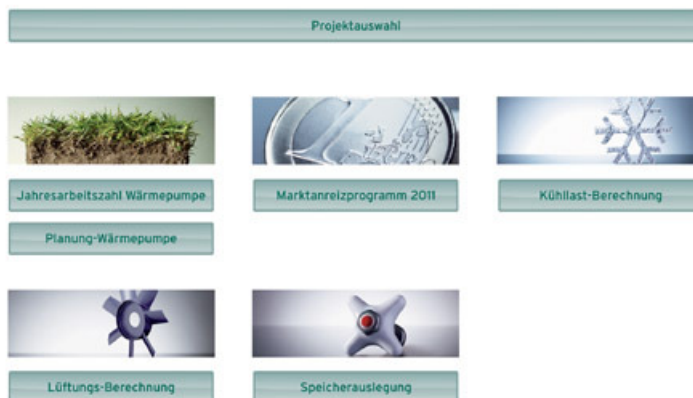 Projektauswahl
Jahresarbeitszahl Wärmepumpe
Marktanreizprogramm 2011
Kühllast-Berechnung
Planung-Wärmepumpe
Lüftungs-Berechnung
Speicherauslegung